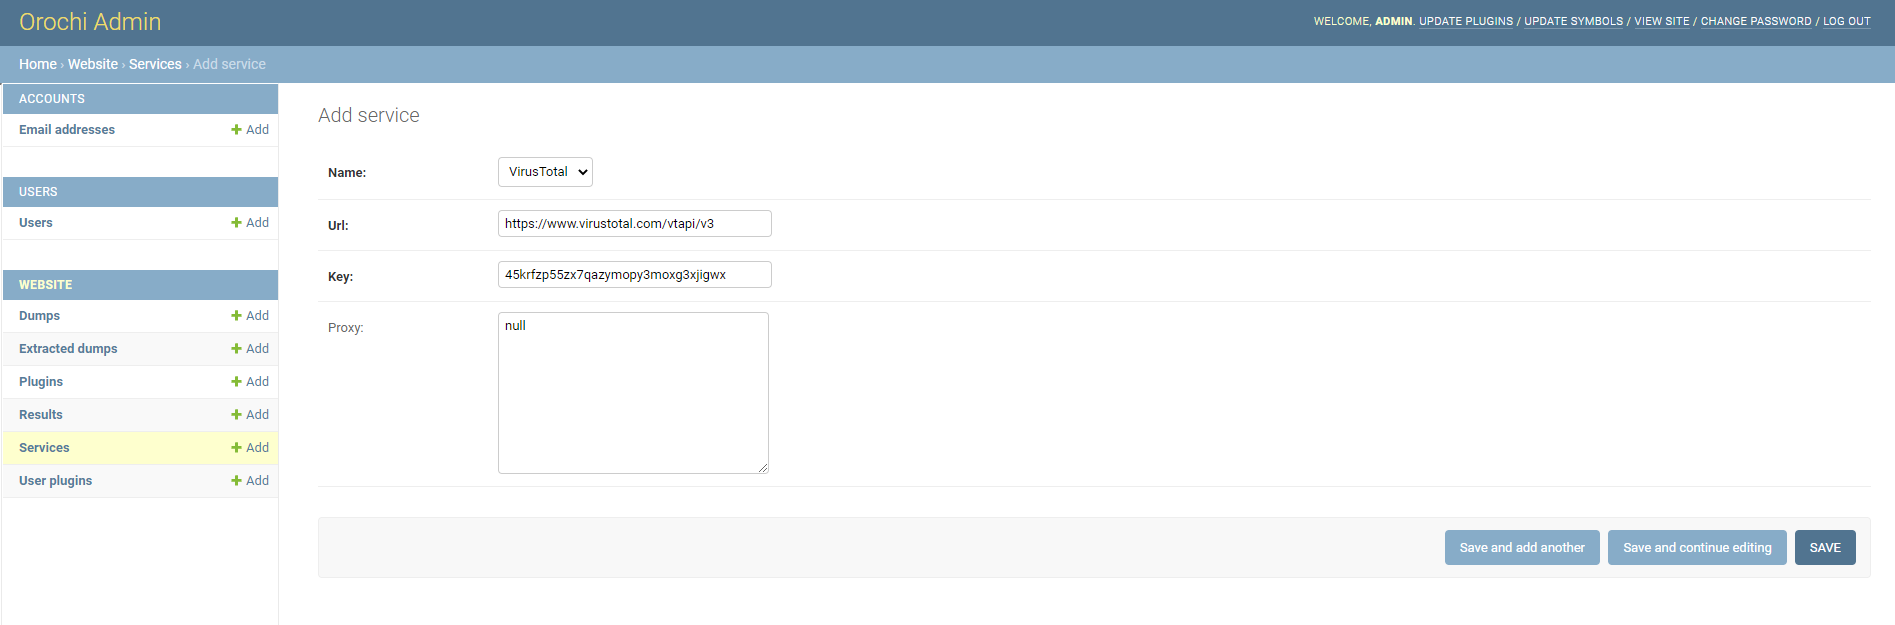 Orochi Admin
WELCOME, ADMIN. UPDATE PLUGINS / UPDATE SYMBOLS / VIEW SITE / CHANGE PASSWORD / LOG OUT
Home › Website › Services › Add service
ACCOUNTS
Email addresses + Add
USERS
Users + Add
WEBSITE
Dumps + Add
Extracted dumps + Add
Plugins + Add
Results + Add
Services + Add
User plugins + Add
Add service
Name: VirusTotal
Url: https://www.virustotal.com/vtapi/v3
Key: 45krfzp55zx7qazymopy3moxg3xjigwx
Proxy: null
Save and add another Save and continue editing SAVE